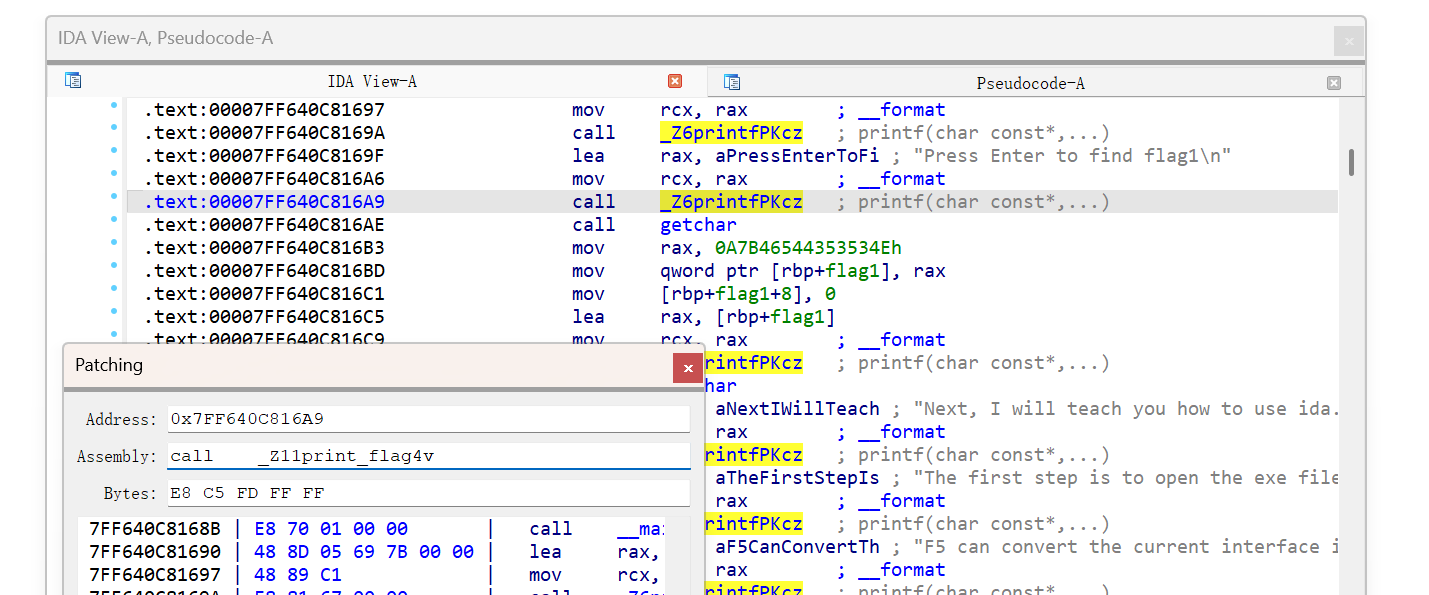 IDA View-A, Pseudocode-A
IDA View-A
Pseudocode-A
.text:00007FF640C81697 mov rcx, rax ; __format
.text:00007FF640C8169A call _Z6printfPKcz ; printf(char const*,...)
.text:00007FF640C8169F lea rax, aPressEnterToFi ; "Press Enter to find flag1\n"
.text:00007FF640C816A6 mov rcx, rax ; __format
.text:00007FF640C816A9 call _Z6printfPKcz ; printf(char const*,...)
.text:00007FF640C816AE call getchar
.text:00007FF640C816B3 mov rax, 0A7B46544353534Eh
.text:00007FF640C816BD mov qword ptr [rbp+flag1], rax
.text:00007FF640C816C1 mov [rbp+flag1+8], 0
.text:00007FF640C816C5 lea rax, [rbp+flag1]
.text:00007FF640C816C9 mov rcx, rax ; __format
rintfPKcz ; printf(char const*,...)
har
aNextIWillTeach ; "Next, I will teach you how to use ida.
rax ; __format
rintfPKcz ; printf(char const*,...)
aTheFirstStepIs ; "The first step is to open the exe file
rax ; __format
rintfPKcz ; printf(char const*,...)
aF5CanConvertTh ; "F5 can convert the current interface i
rax ; __format
rintfPKcz ; printf(char const*,...)
Patching
Address: 0x7FF640C816A9
Assembly: call _Z11print_flag4v
Bytes: E8 C5 FD FF FF
7FF640C8168B | E8 70 01 00 00 | call __ma
7FF640C81690 | 48 8D 05 69 7B 00 00 | lea rax,
7FF640C81697 | 48 89 C1 | mov rcx,